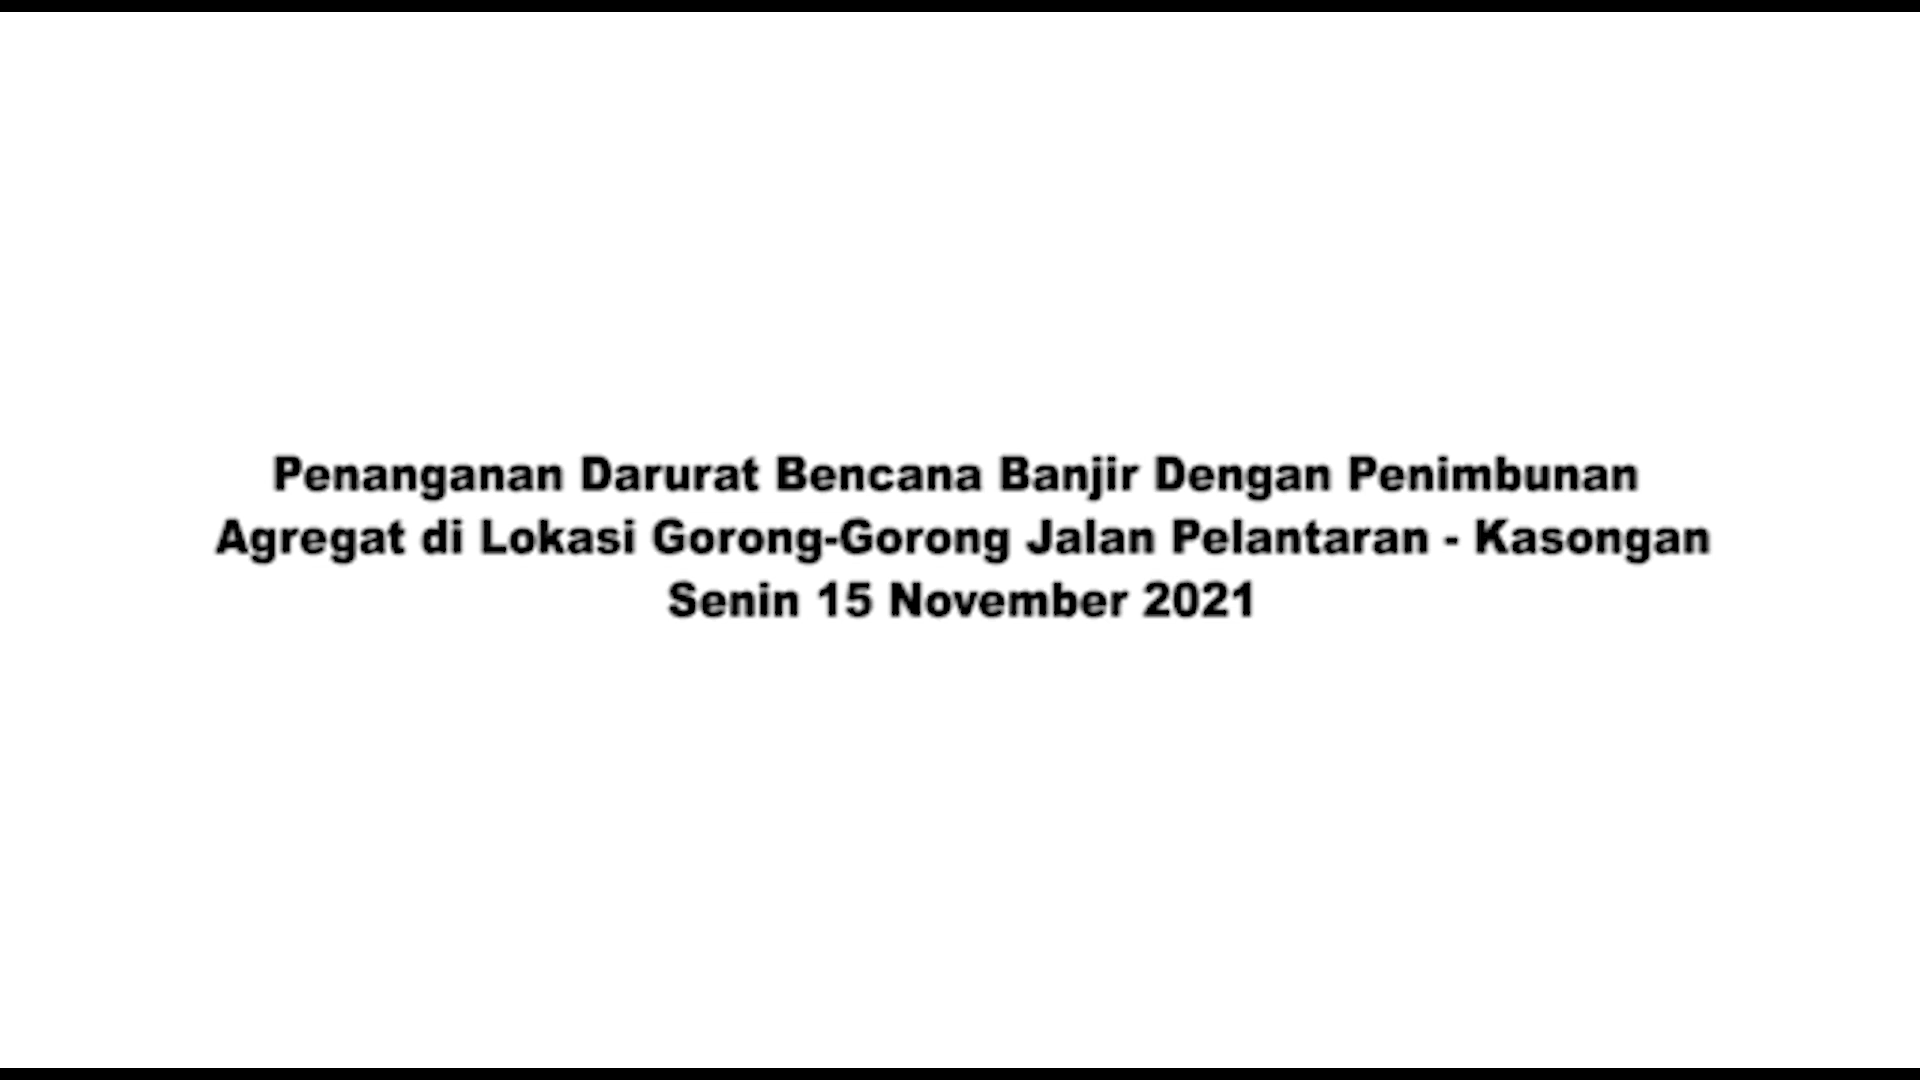 Penanganan Darurat Bencana Banjir Dengan Penimbunan
Agregat di Lokasi Gorong-Gorong Jalan Pelantaran - Kasongan
Senin 15 November 2021